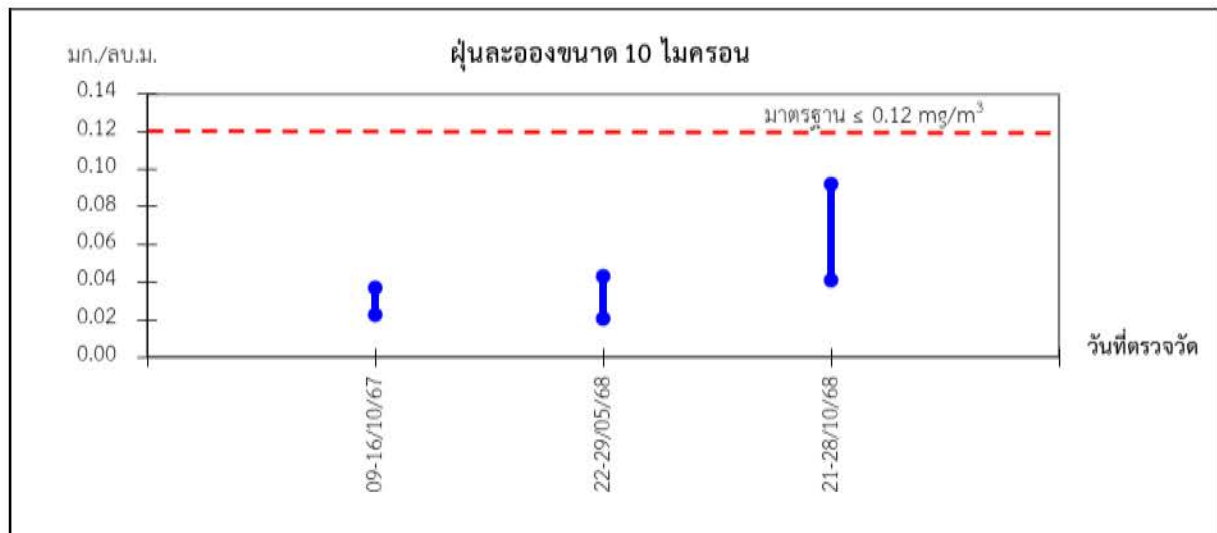 มก./ลบ.ม.
ฝุ่นละอองขนาด 10 ไมครอน
0.14
มาตรฐาน ≤ 0.12 mg/m³
0.12
0.10
0.08
0.06
0.04
0.02
0.00
วันที่ตรวจวัด
09-16/10/67
22-29/05/68
21-28/10/68